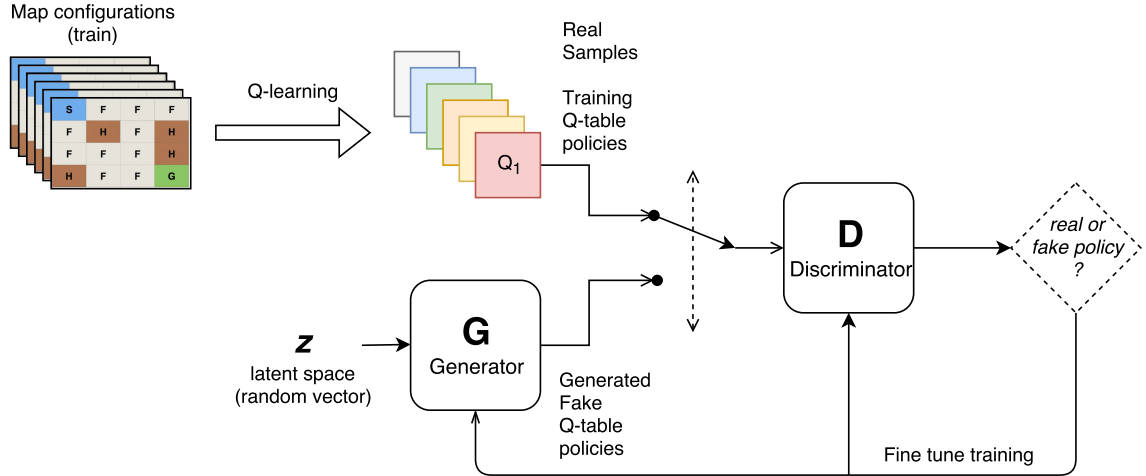 Map configurations
(train)
S F F F
F H F H
F F F H
H F F G
Q-learning
Q1
Real
Samples
Training
Q-table
policies
D
Discriminator
real or
fake policy
?
z
latent space
(random vector)
G
Generator
Generated
Fake
Q-table
policies
Fine tune training